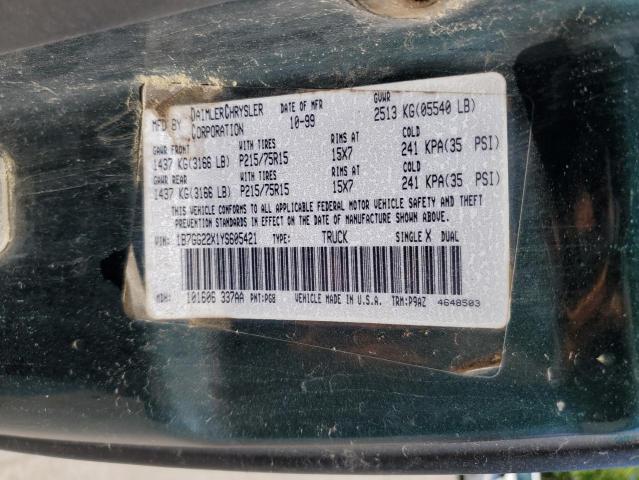 MFD BY DAIMLERCHRYSLER CORPORATION DATE OF MFR 10-99 GVWR 2513 KG(05540 LB)
GAWR FRONT WITH TIRES RIMS AT COLD
1437 KG(3166 LB) P215/75R15 15X7 241 KPA(35 PSI)
GAWR REAR WITH TIRES RIMS AT COLD
1437 KG(3166 LB) P215/75R15 15X7 241 KPA(35 PSI)
THIS VEHICLE CONFORMS TO ALL APPLICABLE FEDERAL MOTOR VEHICLE SAFETY AND THEFT
PREVENTION STANDARDS IN EFFECT ON THE DATE OF MANUFACTURE SHOWN ABOVE.
VIN: 1B7GG22X1YS605421 TYPE: TRUCK SINGLE X DUAL
MDH: 101606 337AA PNT:PG8 VEHICLE MADE IN U.S.A. TRM:P9AZ 4648503